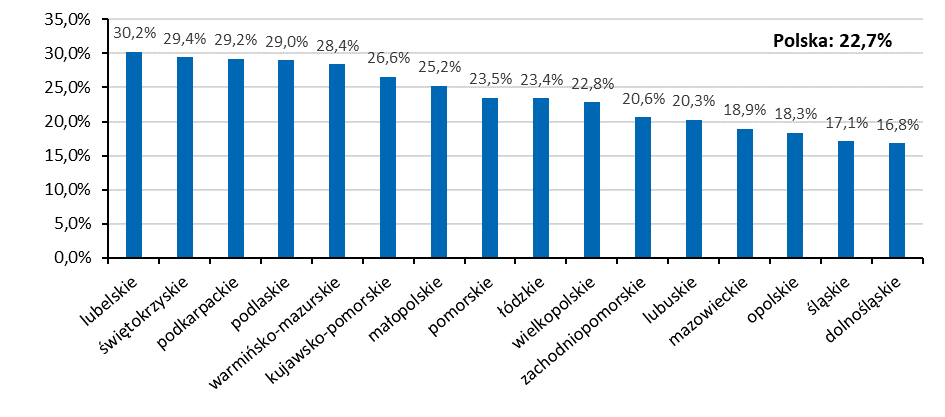 35,0%
30,0%
25,0%
20,0%
15,0%
10,0%
5,0%
0,0%
Polska: 22,7%
30,2%
29,4%
29,2%
29,0%
28,4%
26,6%
25,2%
23,5%
23,4%
22,8%
20,6%
20,3%
18,9%
18,3%
17,1%
16,8%
lubelskie
świętokrzyskie
podkarpackie
podlaskie
warmińsko-mazurskie
kujawsko-pomorskie
małopolskie
pomorskie
łódzkie
wielkopolskie
zachodniopomorskie
lubuskie
mazowieckie
opolskie
śląskie
dolnośląskie